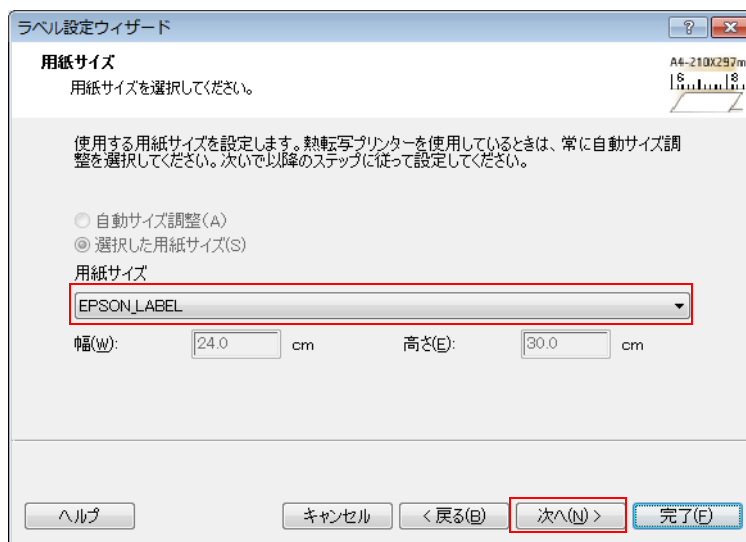 ラベル設定ウィザード
用紙サイズ
用紙サイズを選択してください。
A4-210X297m
使用する用紙サイズを設定します。熱転写プリンターを使用しているときは、常に自動サイズ調
整を選択してください。次いで以降のステップに従って設定してください。
自動サイズ調整(A)
選択した用紙サイズ(S)
用紙サイズ
EPSON_LABEL
幅(W): 24.0 cm 高さ(E): 30.0 cm
ヘルプ キャンセル < 戻る(B) 次へ(N) > 完了(F)